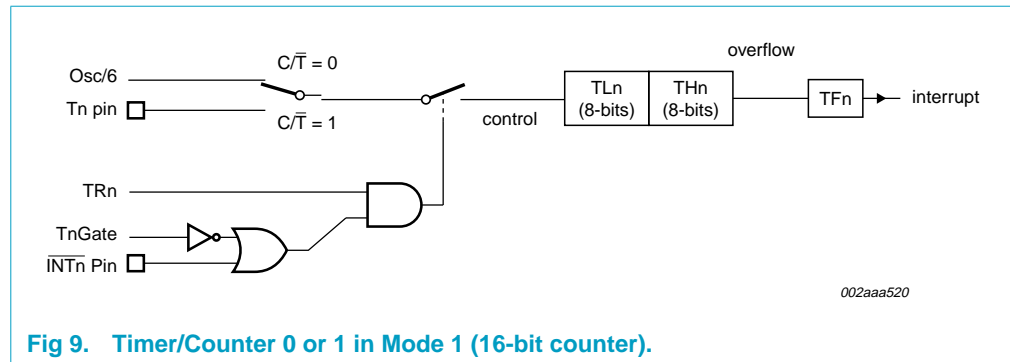 overflow
C/T̅ = 0
Osc/6
Tn pin
C/T̅ = 1
control
TLn
(8-bits)
THn
(8-bits)
TFn
interrupt
TRn
TnGate
I̅N̅T̅n̅ Pin
002aaa520
Fig 9. Timer/Counter 0 or 1 in Mode 1 (16-bit counter).